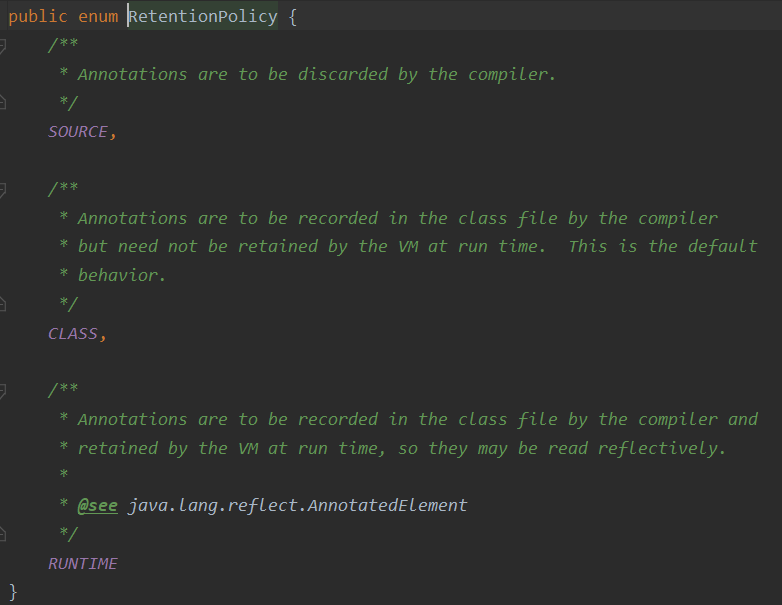 public enum RetentionPolicy {
    /**
     * Annotations are to be discarded by the compiler.
     */
    SOURCE,
    /**
     * Annotations are to be recorded in the class file by the compiler
     * but need not be retained by the VM at run time.  This is the default
     * behavior.
     */
    CLASS,
    /**
     * Annotations are to be recorded in the class file by the compiler and
     * retained by the VM at run time, so they may be read reflectively.
     *
     * @see java.lang.reflect.AnnotatedElement
     */
    RUNTIME
}